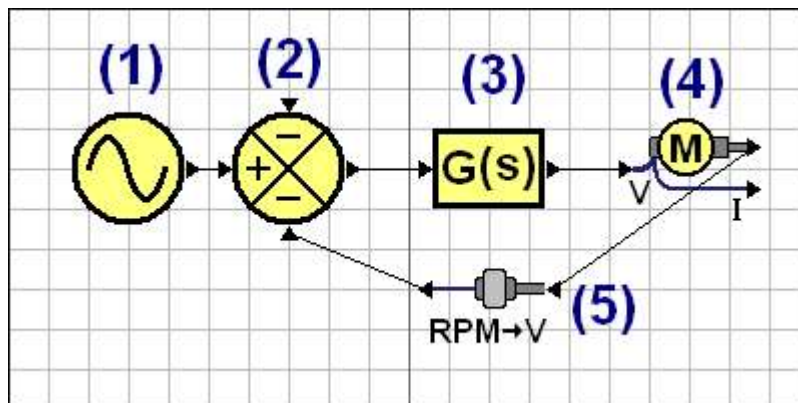 (1)
(2)
(3)
(4)
+
−
−
G(s)
M
V
I
RPM→V
(5)